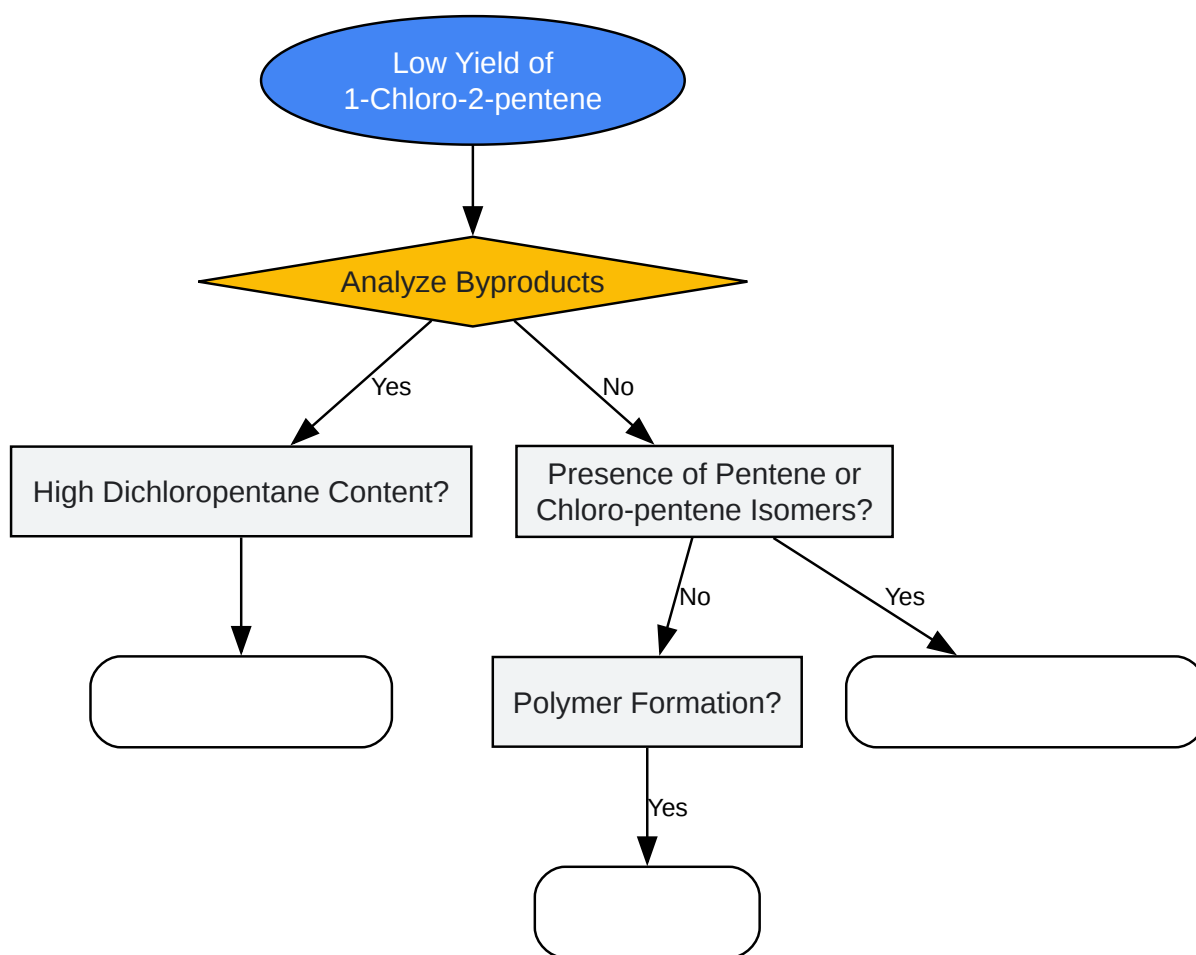 Low Yield of
1-Chloro-2-pentene
Analyze Byproducts
Yes
No
High Dichloropentane Content?
Presence of Pentene or
Chloro-pentene Isomers?
No
Yes
Polymer Formation?
Yes